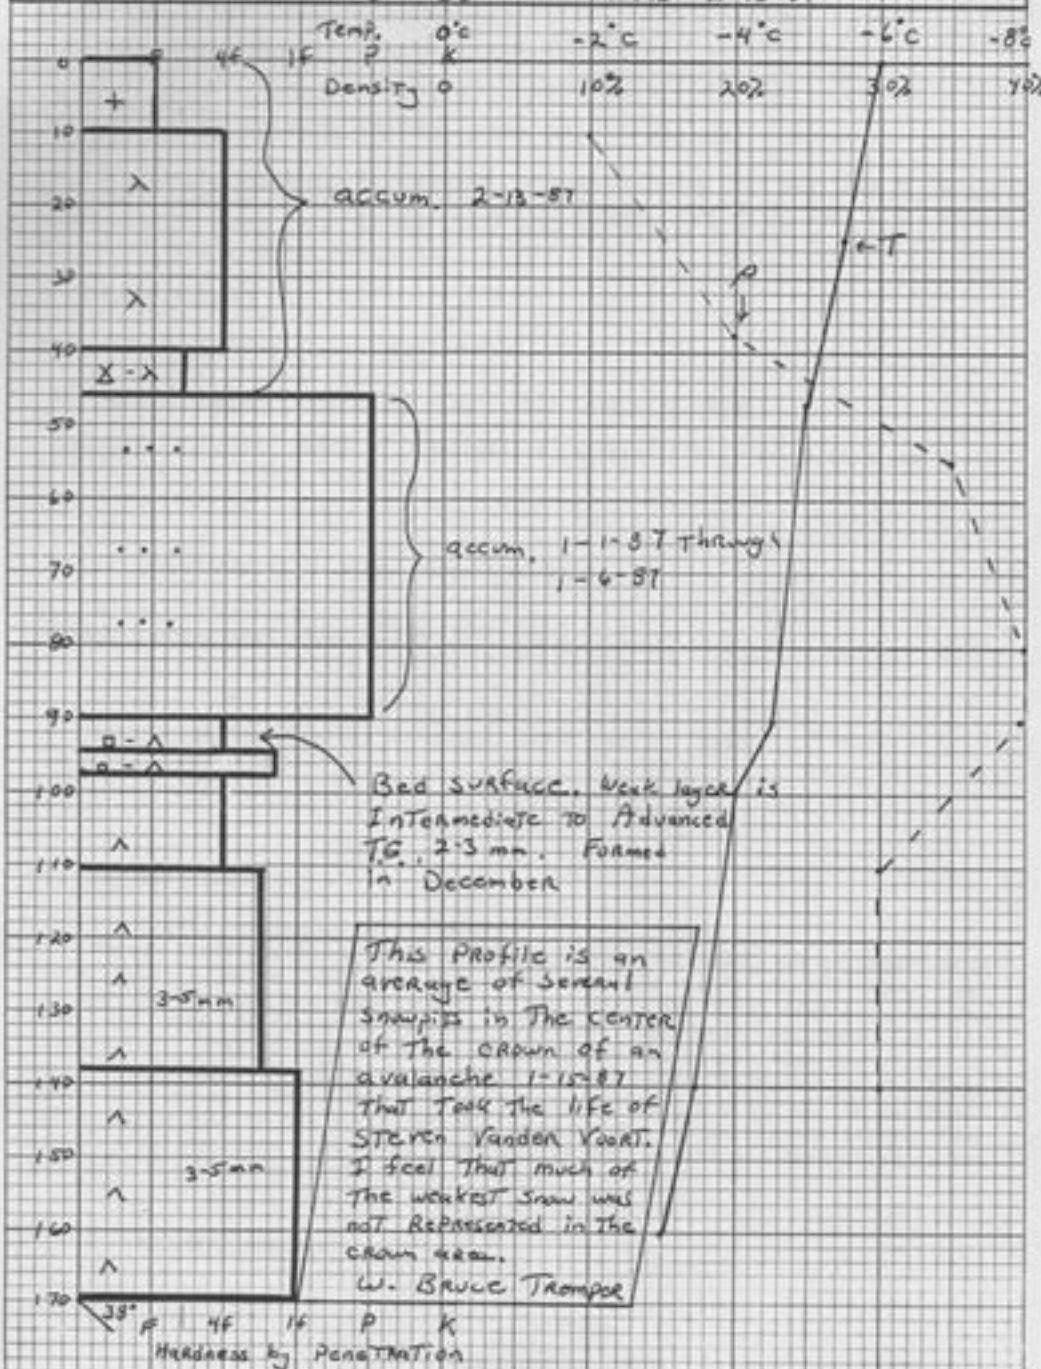 Temp. 0°C -2°C -4°C -6°C -8°C
F 4F 1F P K
Density 0 10% 20% 30% 40%
0
10
20
30
40
50
60
70
80
90
100
110
120
130
140
150
160
170
accum. 2-13-87
← T
ρ
accum. 1-1-87 Through
1-6-87
Bed Surface. Weak layer is
Intermediate to Advanced
T.G., 2-3 mm. Formed
in December
3-5 mm
3-5 mm
This Profile is an
average of several
snowpits in the center
of the crown of an
avalanche 1-15-87
that Took the life of
Steven Vander Voort.
I feel That much of
the weakest snow was
not Represented in the
crown area.
W. Bruce Tremper
38°
F 4F 1F P K
Hardness by Penetration